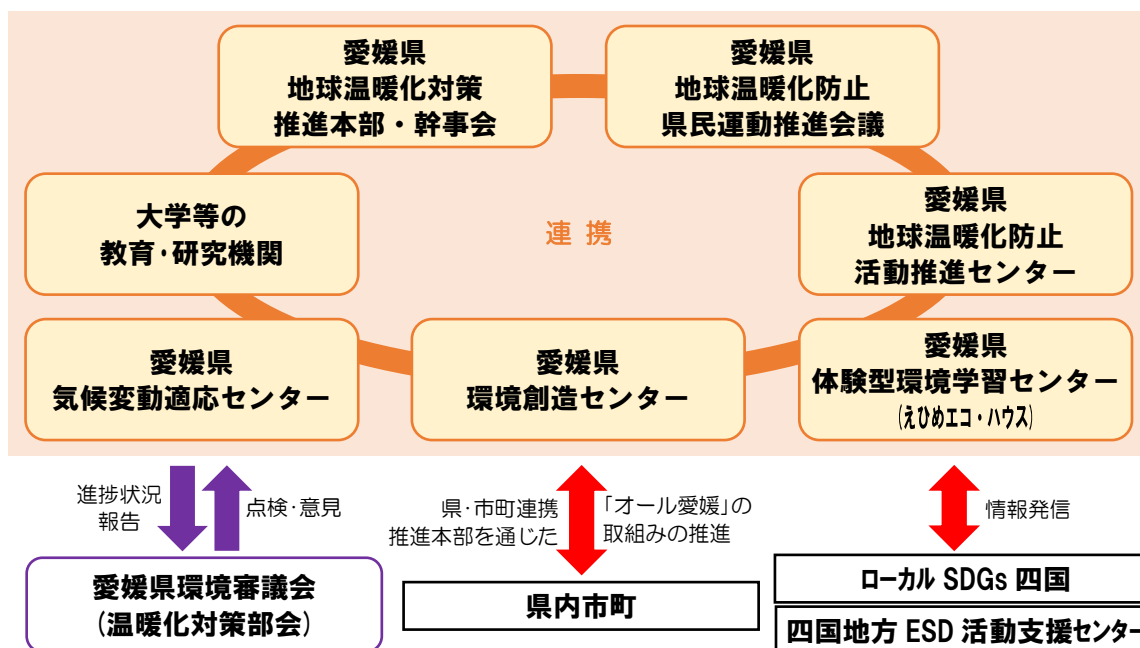 愛媛県
地球温暖化対策
推進本部・幹事会
愛媛県
地球温暖化防止
県民運動推進会議
大学等の
教育・研究機関
連携
愛媛県
地球温暖化防止
活動推進センター
愛媛県
気候変動適応センター
愛媛県
環境創造センター
愛媛県
体験型環境学習センター
(えひめエコ・ハウス)
進捗状況
報告
点検・意見
県・市町連携
推進本部を通じた
「オール愛媛」の
取組みの推進
情報発信
愛媛県環境審議会
(温暖化対策部会)
県内市町
ローカル SDGs 四国
四国地方 ESD 活動支援センター